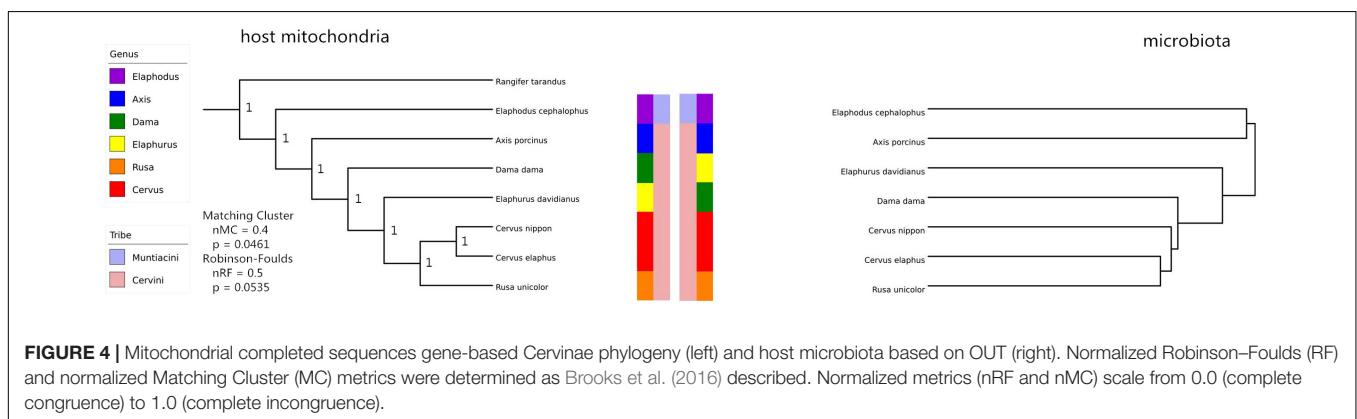 host mitochondria
microbiota
Genus
Elaphodus
Axis
Dama
Elaphurus
Rusa
Cervus
Tribe
Muntiacini
Cervini
Matching Cluster
nMC = 0.4
p = 0.0461
Robinson-Foulds
nRF = 0.5
p = 0.0535
1
1
1
1
1
1
1
Rangifer tarandus
Elaphodus cephalophus
Axis porcinus
Dama dama
Elaphurus davidianus
Cervus nippon
Cervus elaphus
Rusa unicolor
Elaphodus cephalophus
Axis porcinus
Elaphurus davidianus
Dama dama
Cervus nippon
Cervus elaphus
Rusa unicolor
FIGURE 4 | Mitochondrial completed sequences gene-based Cervinae phylogeny (left) and host microbiota based on OUT (right). Normalized Robinson–Foulds (RF)
and normalized Matching Cluster (MC) metrics were determined as Brooks et al. (2016) described. Normalized metrics (nRF and nMC) scale from 0.0 (complete
congruence) to 1.0 (complete incongruence).